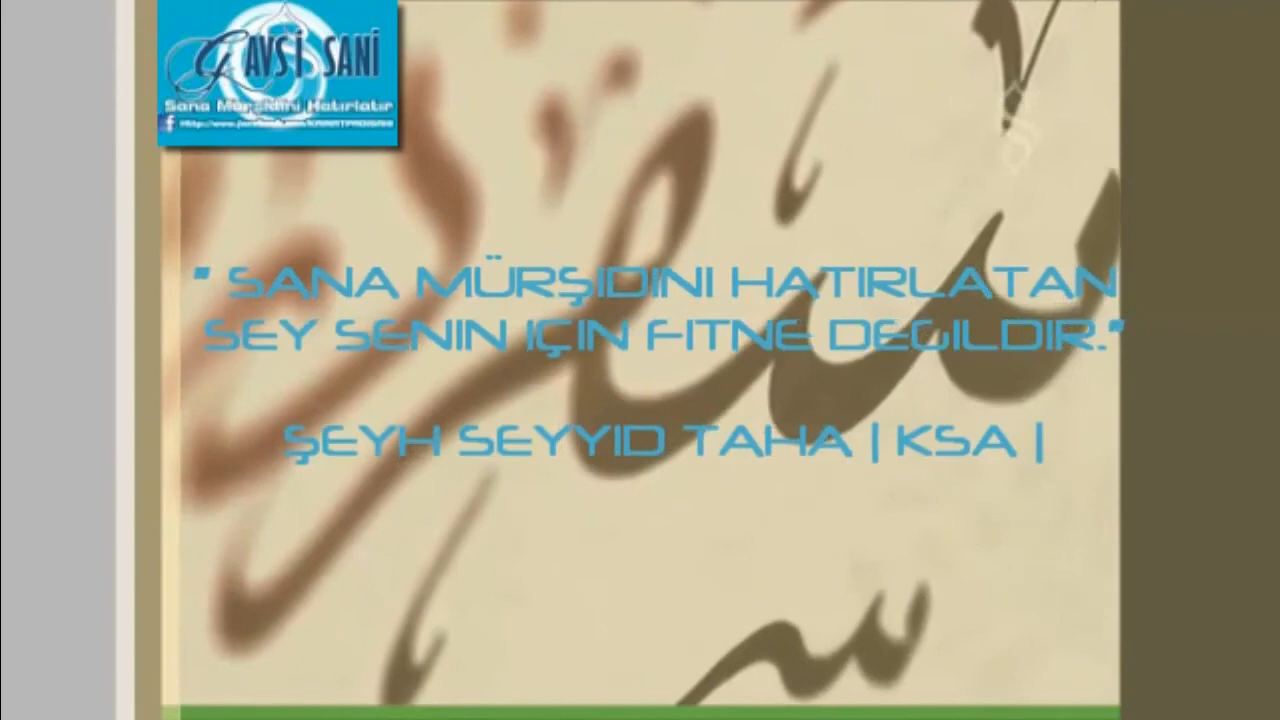 GAVSİ SANİ
Sana Mürşidini Hatırlatır
" SANA MÜRŞIDINI HATIRLATAN
SEY SENIN IÇIN FITNE DEGILDIR."
ŞEYH SEYYID TAHA | KSA |